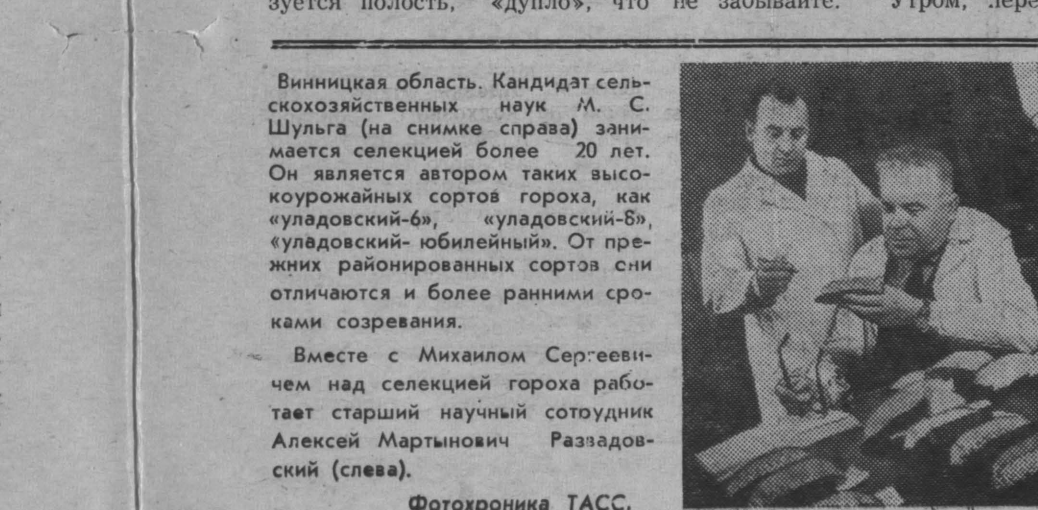 зуется полость, «дупло», что не забывайте. Утром, пере
Винницкая область. Кандидат сель-
скохозяйственных наук М. С.
Шульга (на снимке справа) зани-
мается селекцией более 20 лет.
Он является автором таких высо-
коурожайных сортов гороха, как
«уладовский-6», «уладовский-8»,
«уладовский- юбилейный». От пре-
жних районированных сортов они
отличаются и более ранними сро-
ками созревания.
Вместе с Михаилом Сергееви-
чем над селекцией гороха рабо-
тает старший научный сотрудник
Алексей Мартынович Развадов-
ский (слева).
Фотохроника ТАСС.